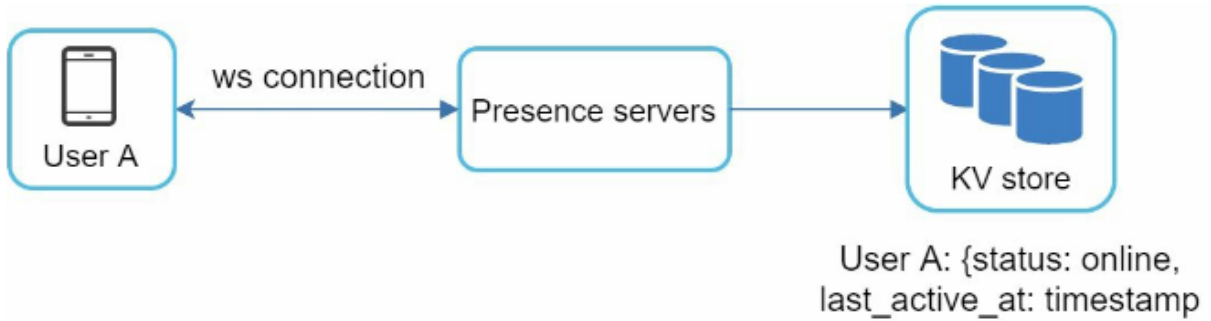 ws connection
User A
Presence servers
KV store
User A: {status: online,
last_active_at: timestamp